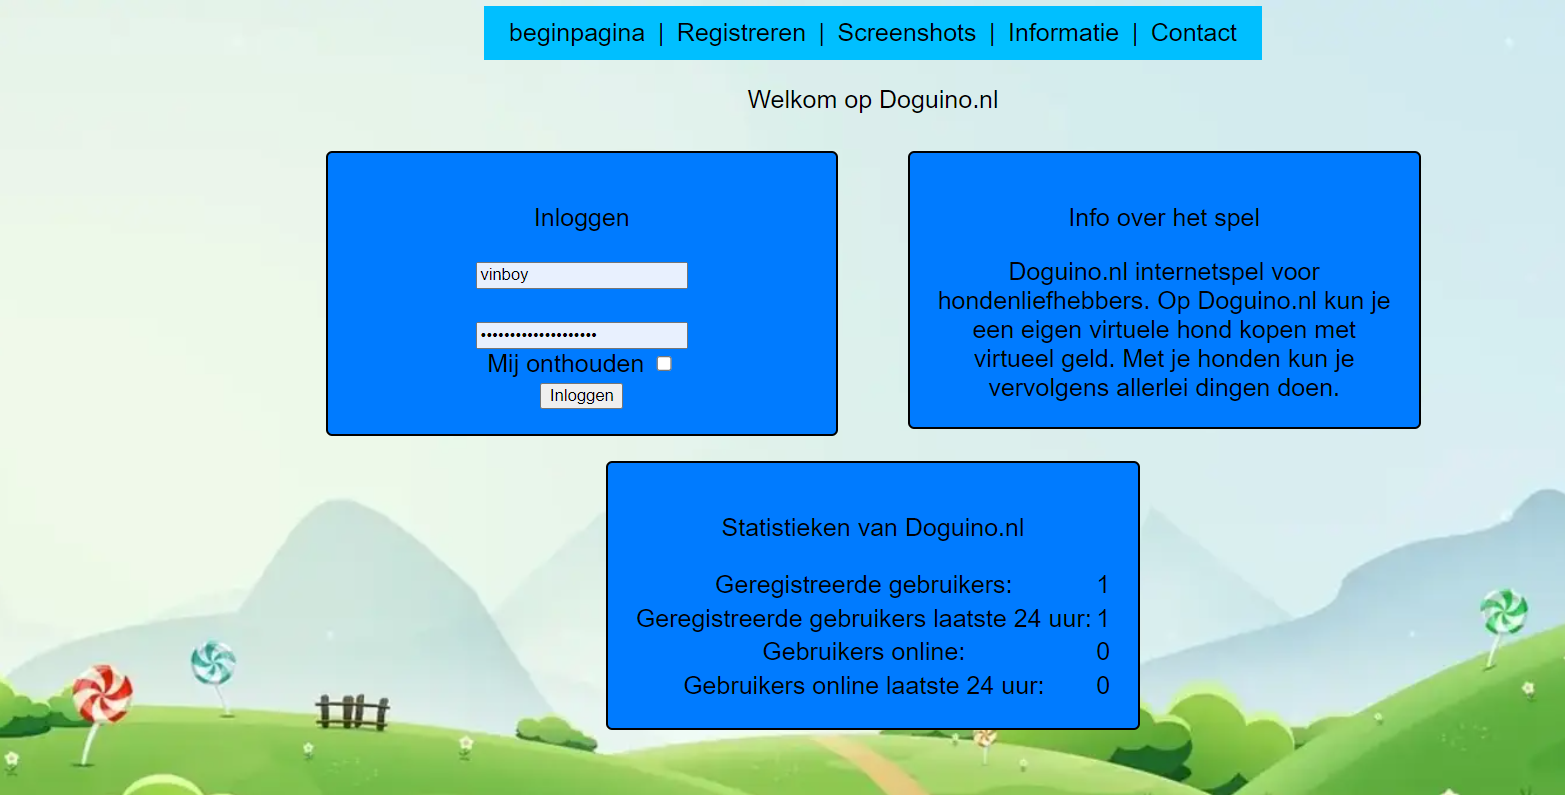 beginpagina | Registreren | Screenshots | Informatie | Contact
Welkom op Doguino.nl
Inloggen
vinboy
••••••••••••••••••••
Mij onthouden
Inloggen
Info over het spel
Doguino.nl internetspel voor
hondenliefhebbers. Op Doguino.nl kun je
een eigen virtuele hond kopen met
virtueel geld. Met je honden kun je
vervolgens allerlei dingen doen.
Statistieken van Doguino.nl
Geregistreerde gebruikers: 1
Geregistreerde gebruikers laatste 24 uur: 1
Gebruikers online: 0
Gebruikers online laatste 24 uur: 0